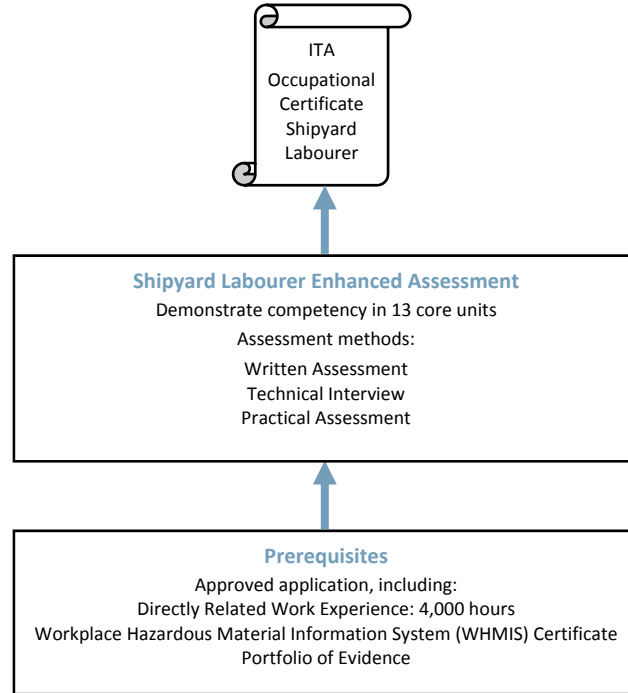 ITA
Occupational
Certificate
Shipyard
Labourer
Shipyard Labourer Enhanced Assessment
Demonstrate competency in 13 core units
Assessment methods:
Written Assessment
Technical Interview
Practical Assessment
Prerequisites
Approved application, including:
Directly Related Work Experience: 4,000 hours
Workplace Hazardous Material Information System (WHMIS) Certificate
Portfolio of Evidence